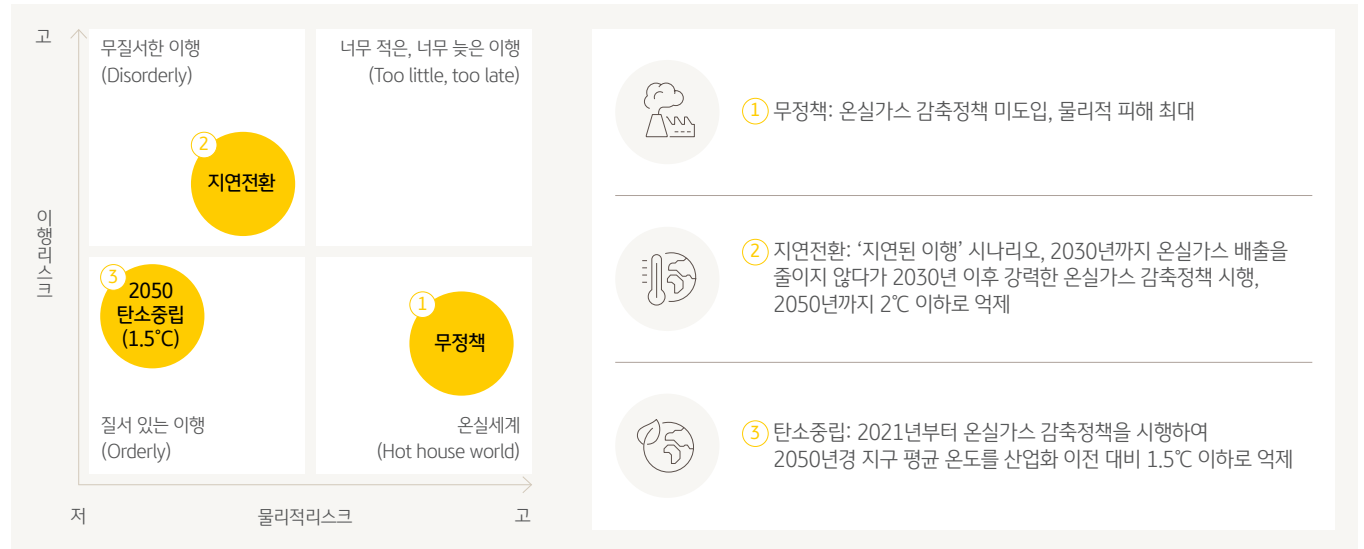 고
무질서한 이행
(Disorderly)
너무 적은, 너무 늦은 이행
(Too little, too late)
2
지연전환
이행리스크
3
2050
탄소중립
(1.5°C)
1
무정책
질서 있는 이행
(Orderly)
온실세계
(Hot house world)
저
물리적리스크
고
1 무정책: 온실가스 감축정책 미도입, 물리적 피해 최대
2 지연전환: ‘지연된 이행’ 시나리오, 2030년까지 온실가스 배출을
줄이지 않다가 2030년 이후 강력한 온실가스 감축정책 시행,
2050년까지 2℃ 이하로 억제
3 탄소중립: 2021년부터 온실가스 감축정책을 시행하여
2050년경 지구 평균 온도를 산업화 이전 대비 1.5℃ 이하로 억제